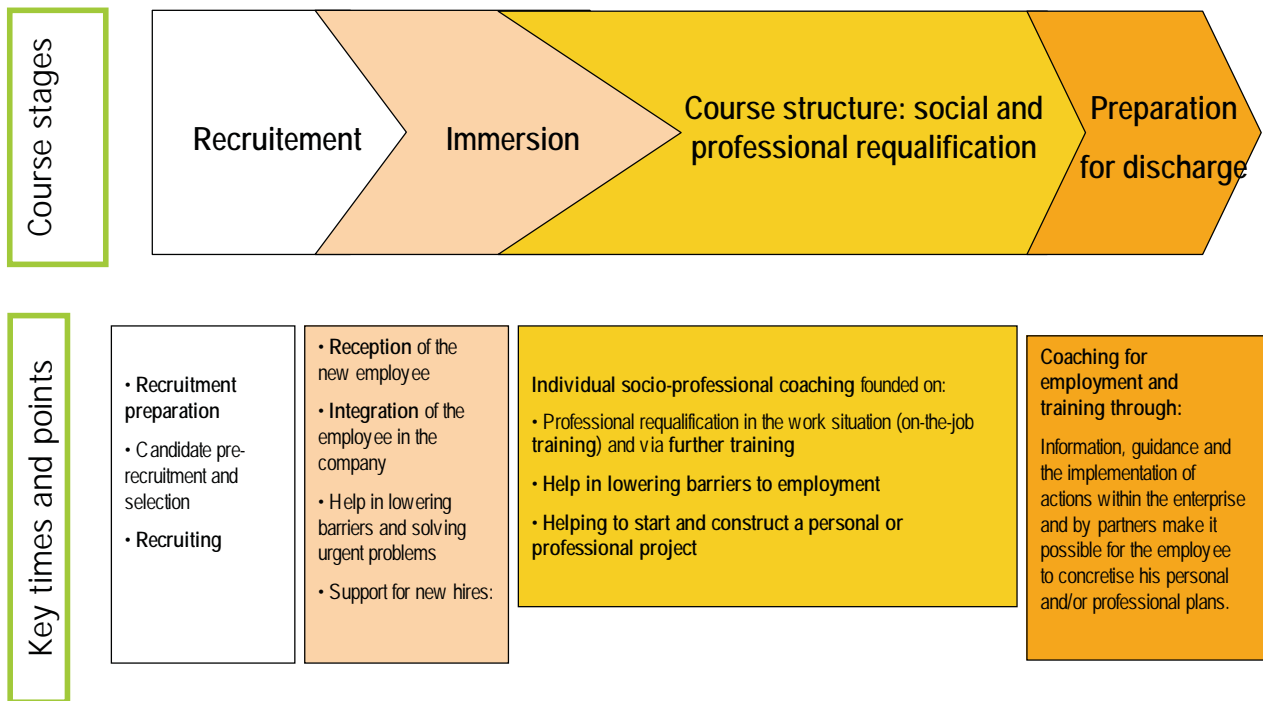 Course stages
Recruitement
Immersion
Course structure: social and
professional requalification
Preparation
for discharge
Key times and points
• Recruitment
preparation
• Candidate pre-
recruitment and
selection
• Recruiting
• Reception of the
new employee
• Integration of the
employee in the
company
• Help in lowering
barriers and solving
urgent problems
• Support for new hires:
Individual socio-professional coaching founded on:
• Professional requalification in the work situation (on-the-job
training) and via further training
• Help in lowering barriers to employment
• Helping to start and construct a personal or
professional project
Coaching for
employment and
training through:
Information, guidance and
the implementation of
actions within the enterprise
and by partners make it
possible for the employee
to concretise his personal
and/or professional plans.